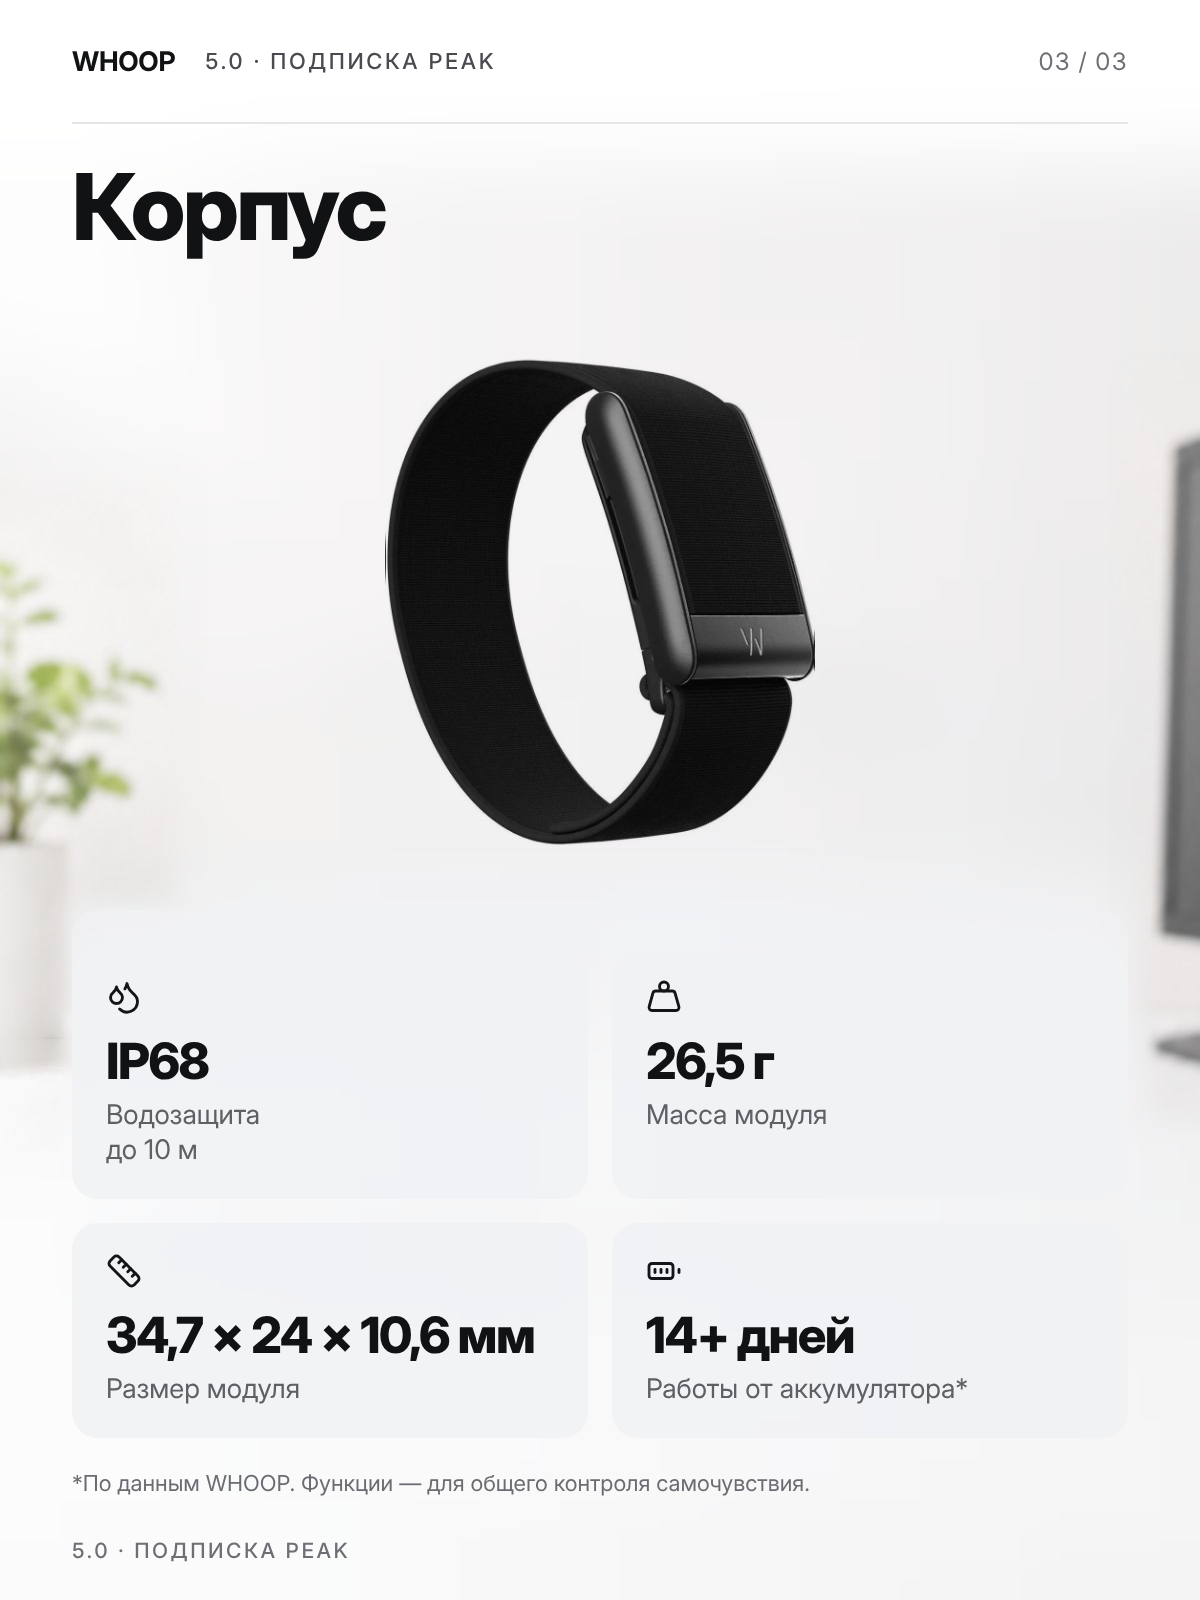 WHOOP 5.0 · ПОДПИСКА PEAK 03 / 03
Корпус
W
IP68
Водозащита
до 10 м
26,5 г
Масса модуля
34,7 × 24 × 10,6 мм
Размер модуля
14+ дней
Работы от аккумулятора*
*По данным WHOOP. Функции — для общего контроля самочувствия.
5.0 · ПОДПИСКА PEAK